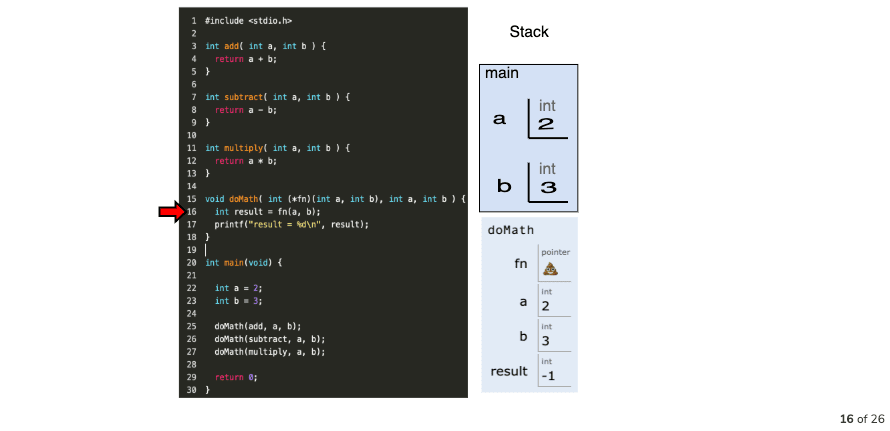 1 #include <stdio.h>
2
3 int add( int a, int b ) {
4 return a + b;
5 }
6
7 int subtract( int a, int b ) {
8 return a - b;
9 }
10
11 int multiply( int a, int b ) {
12 return a * b;
13 }
14
15 void doMath( int (*fn)(int a, int b), int a, int b ) {
16 int result = fn(a, b);
17 printf("result = %d\n", result);
18 }
19
20 int main(void) {
21
22 int a = 2;
23 int b = 3;
24
25 doMath(add, a, b);
26 doMath(subtract, a, b);
27 doMath(multiply, a, b);
28
29 return 0;
30 }
Stack
main
int
a 2
int
b 3
doMath
pointer
fn
int
a 2
int
b 3
int
result -1
16 of 26